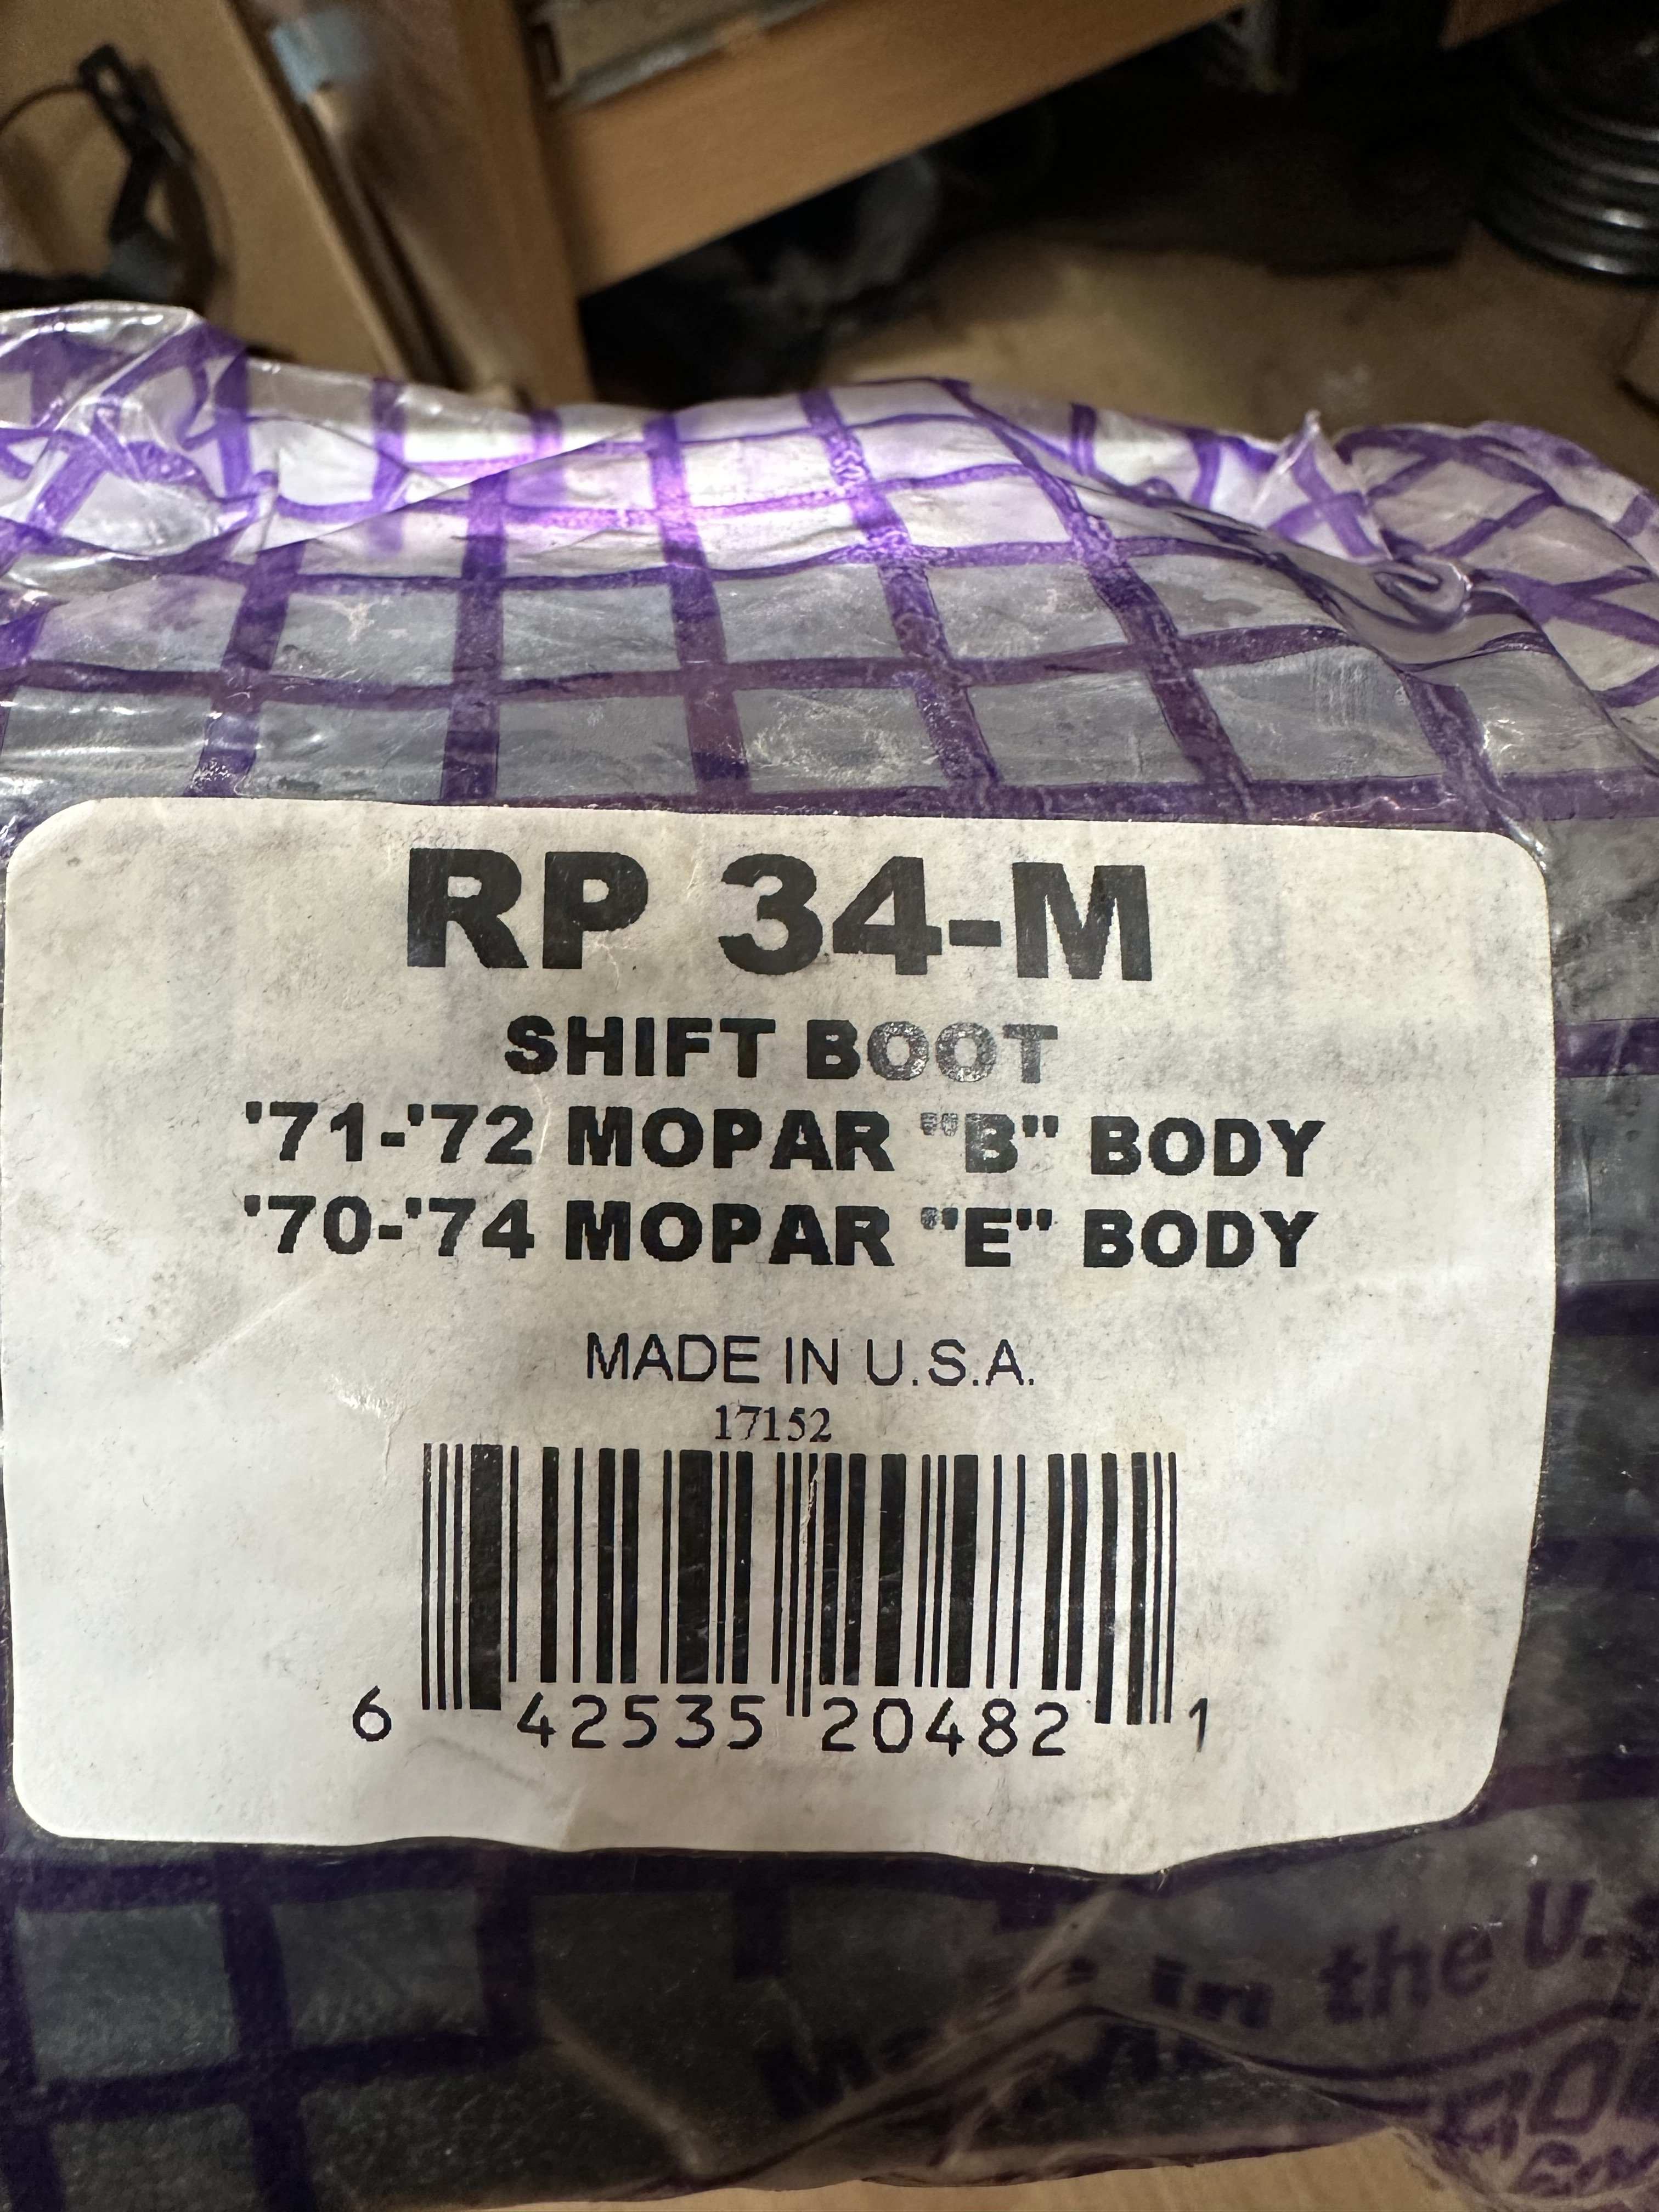 RP 34-M
SHIFT BOOT
'71-'72 MOPAR "B" BODY
'70-'74 MOPAR "E" BODY
MADE IN U.S.A.
17152
6 42535 20482 1
in the U.